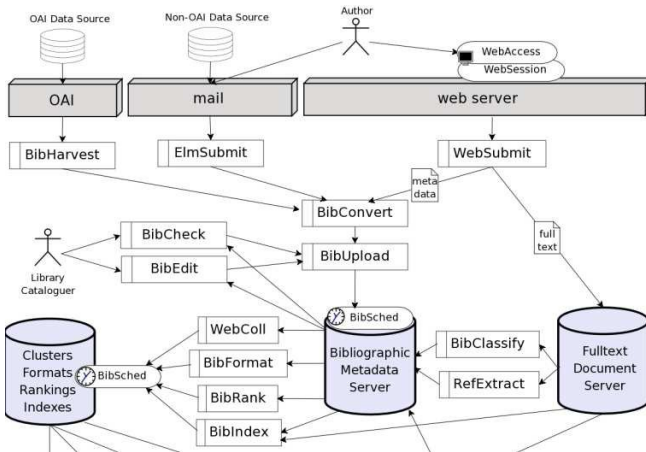 OAI Data Source
Non-OAI Data Source
Author
WebAccess
WebSession
OAI
mail
web server
BibHarvest
ElmSubmit
WebSubmit
meta
data
BibConvert
full
text
BibCheck
BibEdit
BibUpload
Library
Cataloguer
BibSched
WebColl
BibFormat
BibRank
BibIndex
Clusters
Formats
Rankings
Indexes
BibSched
Bibliographic
Metadata
Server
BibClassify
RefExtract
Fulltext
Document
Server